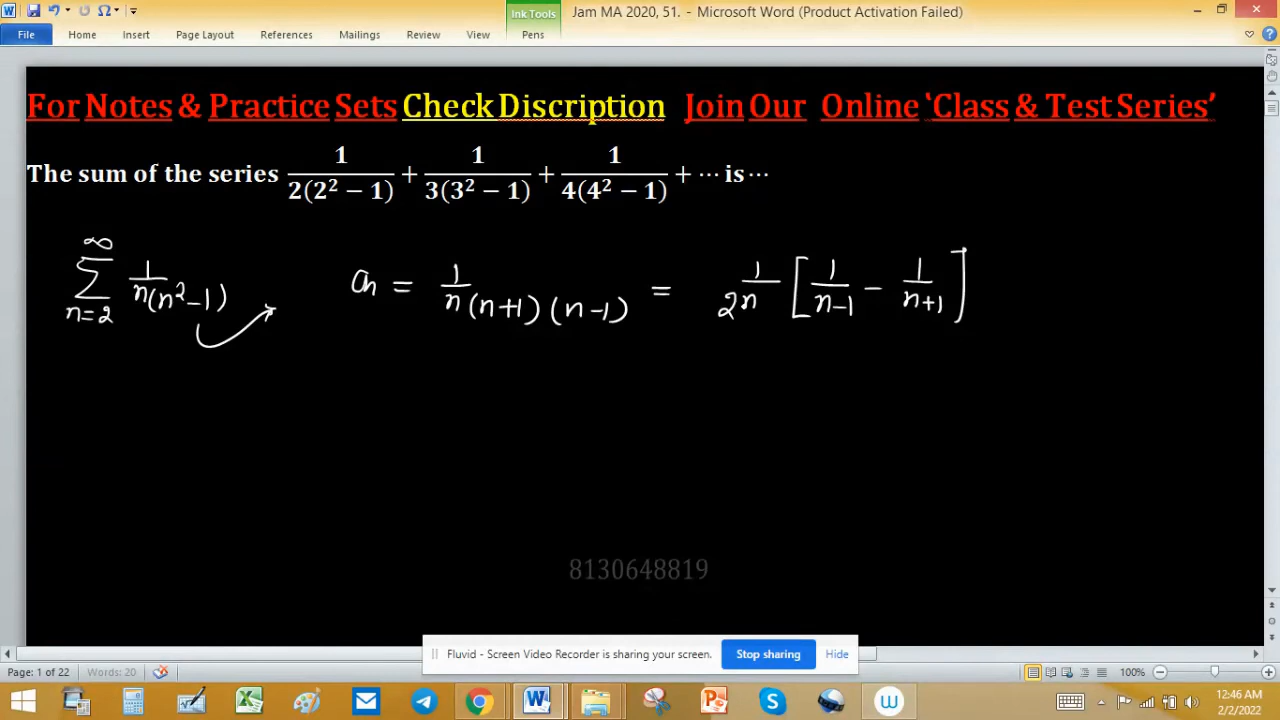 Jam MA 2020, 51. - Microsoft Word (Product Activation Failed)
Ink Tools
File Home Insert Page Layout References Mailings Review View Pens
For Notes & Practice Sets Check Discription Join Our Online 'Class & Test Series'
The sum of the series 1/(2(2² − 1)) + 1/(3(3² − 1)) + 1/(4(4² − 1)) + ⋯ is ⋯
∑_{n=2}^{∞} 1/n(n²−1) an = 1/n(n+1)(n−1) = 1/2n [1/n−1 − 1/n+1]
8130648819
Fluvid - Screen Video Recorder is sharing your screen. Stop sharing Hide
Page: 1 of 22 Words: 20 100%
12:46 AM
2/2/2022